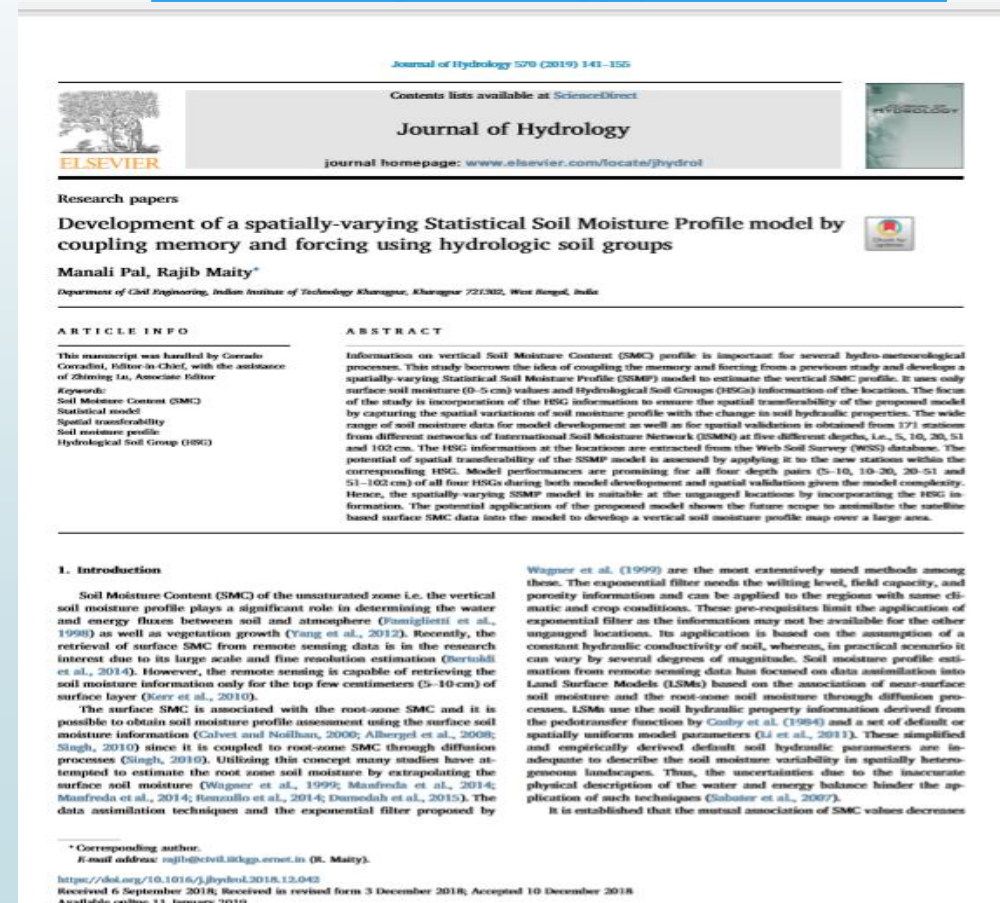 Journal of Hydrology 570 (2019) 141–155
ELSEVIER
Contents lists available at ScienceDirect
Journal of Hydrology
journal homepage: www.elsevier.com/locate/jhydrol
JOURNAL OF
HYDROLOGY
Research papers
Development of a spatially-varying Statistical Soil Moisture Profile model by
coupling memory and forcing using hydrologic soil groups
Check for
updates
Manali Pal, Rajib Maity*
Department of Civil Engineering, Indian Institute of Technology Kharagpur, Kharagpur 721302, West Bengal, India
ARTICLE INFO
This manuscript was handled by Corrado
Corradini, Editor-in-Chief, with the assistance
of Zhiming Lu, Associate Editor
Keywords:
Soil Moisture Content (SMC)
Statistical model
Spatial transferability
Soil moisture profile
Hydrological Soil Group (HSG)
ABSTRACT
Information on vertical Soil Moisture Content (SMC) profile is important for several hydro-meteorological
processes. This study borrows the idea of coupling the memory and forcing from a previous study and develops a
spatially-varying Statistical Soil Moisture Profile (SSMP) model to estimate the vertical SMC profile. It uses only
surface soil moisture (0–5 cm) values and Hydrological Soil Groups (HSGs) information of the location. The focus
of the study is incorporation of the HSG information to ensure the spatial transferability of the proposed model
by capturing the spatial variations of soil moisture profile with the change in soil hydraulic properties. The wide
range of soil moisture data for model development as well as for spatial validation is obtained from 171 stations
from different networks of International Soil Moisture Network (ISMN) at five different depths, i.e., 5, 10, 20, 51
and 102 cm. The HSG information at the locations are extracted from the Web Soil Survey (WSS) database. The
potential of spatial transferability of the SSMP model is assessed by applying it to the new stations within the
corresponding HSG. Model performances are promising for all four depth pairs (5–10, 10–20, 20–51 and
51–102 cm) of all four HSGs during both model development and spatial validation given the model complexity.
Hence, the spatially-varying SSMP model is suitable at the ungauged locations by incorporating the HSG in-
formation. The potential application of the proposed model shows the future scope to assimilate the satellite
based surface SMC data into the model to develop a vertical soil moisture profile map over a large area.
1. Introduction
Soil Moisture Content (SMC) of the unsaturated zone i.e. the vertical
soil moisture profile plays a significant role in determining the water
and energy fluxes between soil and atmosphere (Famiglietti et al.,
1998) as well as vegetation growth (Yang et al., 2012). Recently, the
retrieval of surface SMC from remote sensing data is in the research
interest due to its large scale and fine resolution estimation (Bertoldi
et al., 2014). However, the remote sensing is capable of retrieving the
soil moisture information only for the top few centimeters (5–10 cm) of
surface layer (Kerr et al., 2010).
The surface SMC is associated with the root-zone SMC and it is
possible to obtain soil moisture profile assessment using the surface soil
moisture information (Calvet and Noilhan, 2000; Albergel et al., 2008;
Singh, 2010) since it is coupled to root-zone SMC through diffusion
processes (Singh, 2010). Utilizing this concept many studies have at-
tempted to estimate the root zone soil moisture by extrapolating the
surface soil moisture (Wagner et al., 1999; Manfreda et al., 2014;
Manfreda et al., 2014; Renzullo et al., 2014; Dumedah et al., 2015). The
data assimilation techniques and the exponential filter proposed by
Wagner et al. (1999) are the most extensively used methods among
these. The exponential filter needs the wilting level, field capacity, and
porosity information and can be applied to the regions with same cli-
matic and crop conditions. These pre-requisites limit the application of
exponential filter as the information may not be available for the other
ungauged locations. Its application is based on the assumption of a
constant hydraulic conductivity of soil, whereas, in practical scenario it
can vary by several degrees of magnitude. Soil moisture profile esti-
mation from remote sensing data has focused on data assimilation into
Land Surface Models (LSMs) based on the association of near-surface
soil moisture and the root-zone soil moisture through diffusion pro-
cesses. LSMs use the soil hydraulic property information derived from
the pedotransfer function by Cosby et al. (1984) and a set of default or
spatially uniform model parameters (Li et al., 2011). These simplified
and empirically derived default soil hydraulic parameters are in-
adequate to describe the soil moisture variability in spatially hetero-
geneous landscapes. Thus, the uncertainties due to the inaccurate
physical description of the water and energy balance hinder the ap-
plication of such techniques (Sabater et al., 2007).
It is established that the mutual association of SMC values decreases
* Corresponding author.
E-mail address: rajib@civil.iitkgp.ernet.in (R. Maity).
https://doi.org/10.1016/j.jhydrol.2018.12.042
Received 6 September 2018; Received in revised form 3 December 2018; Accepted 10 December 2018
Available online 11 January 2019